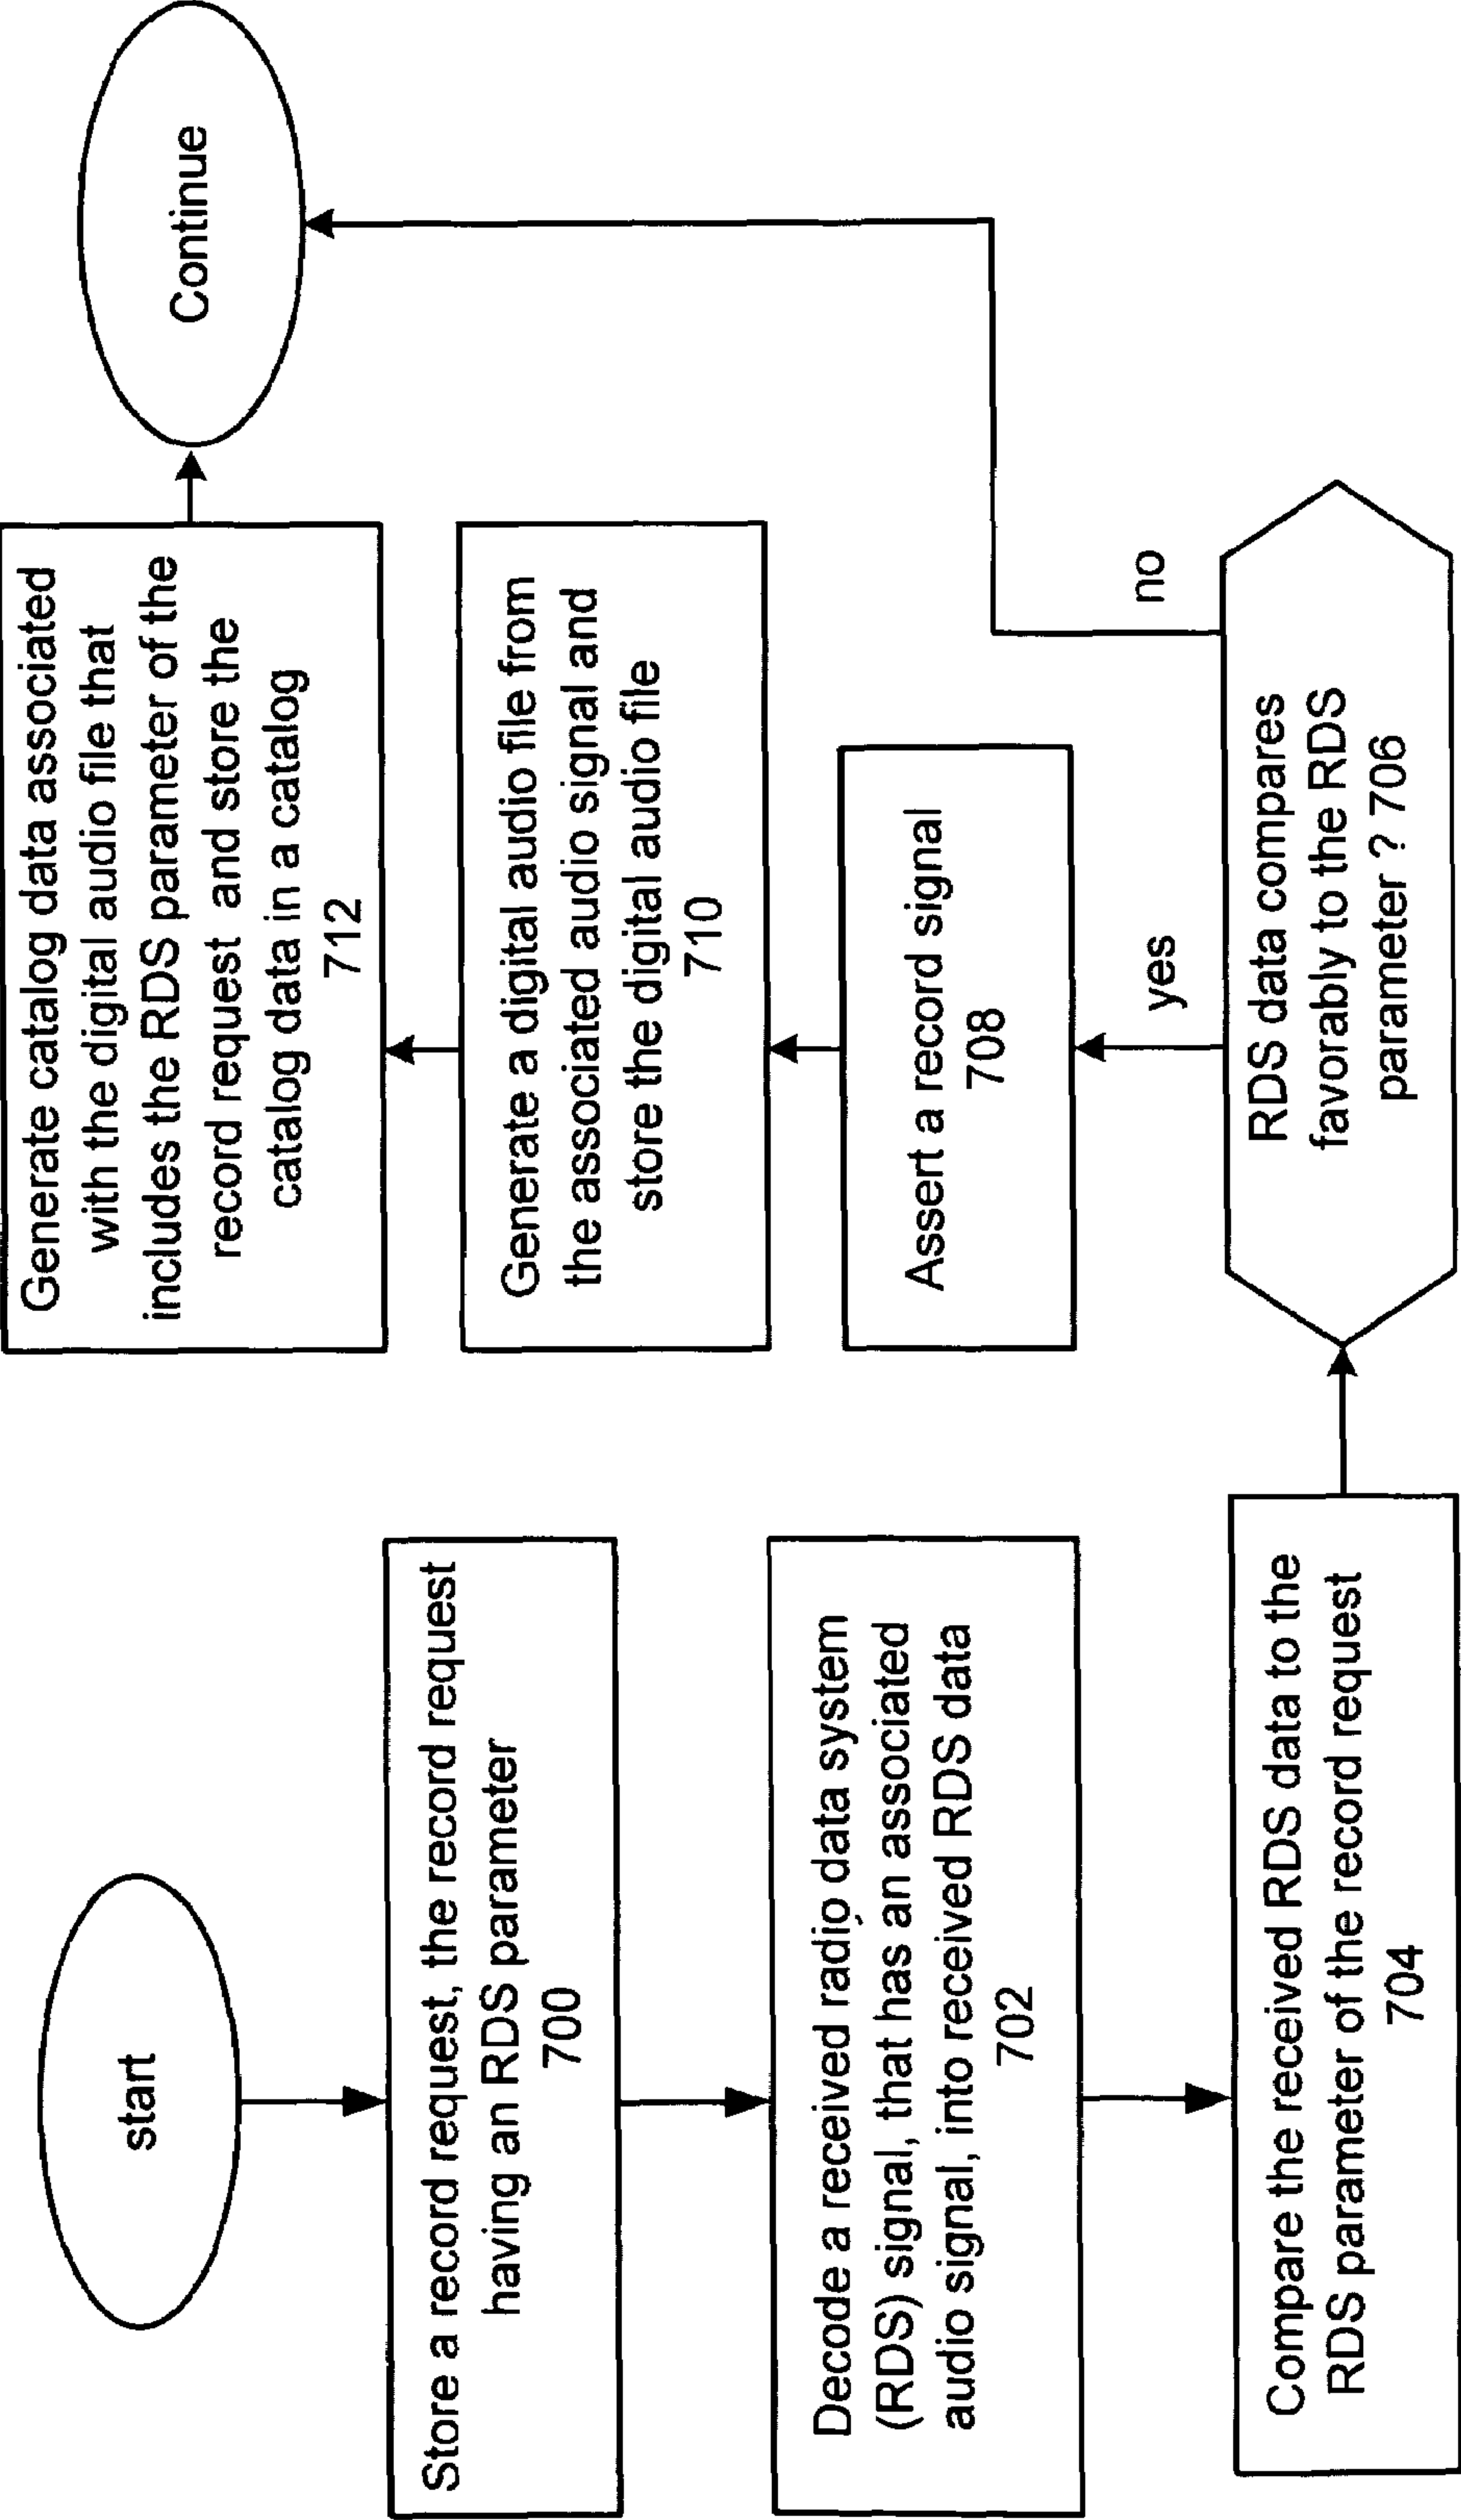 start
Store a record request, the record request
having an RDS parameter
700
Decode a received radio data system
(RDS) signal, that has an associated
audio signal, into received RDS data
702
Compare the received RDS data to the
RDS parameter of the record request
704
RDS data compares
favorably to the RDS
parameter ? 706
yes
no
Assert a record signal
708
Generate a digital audio file from
the associated audio signal and
store the digital audio file
710
Generate catalog data associated
with the digital audio file that
includes the RDS parameter of the
record request and store the
catalog data in a catalog
712
Continue